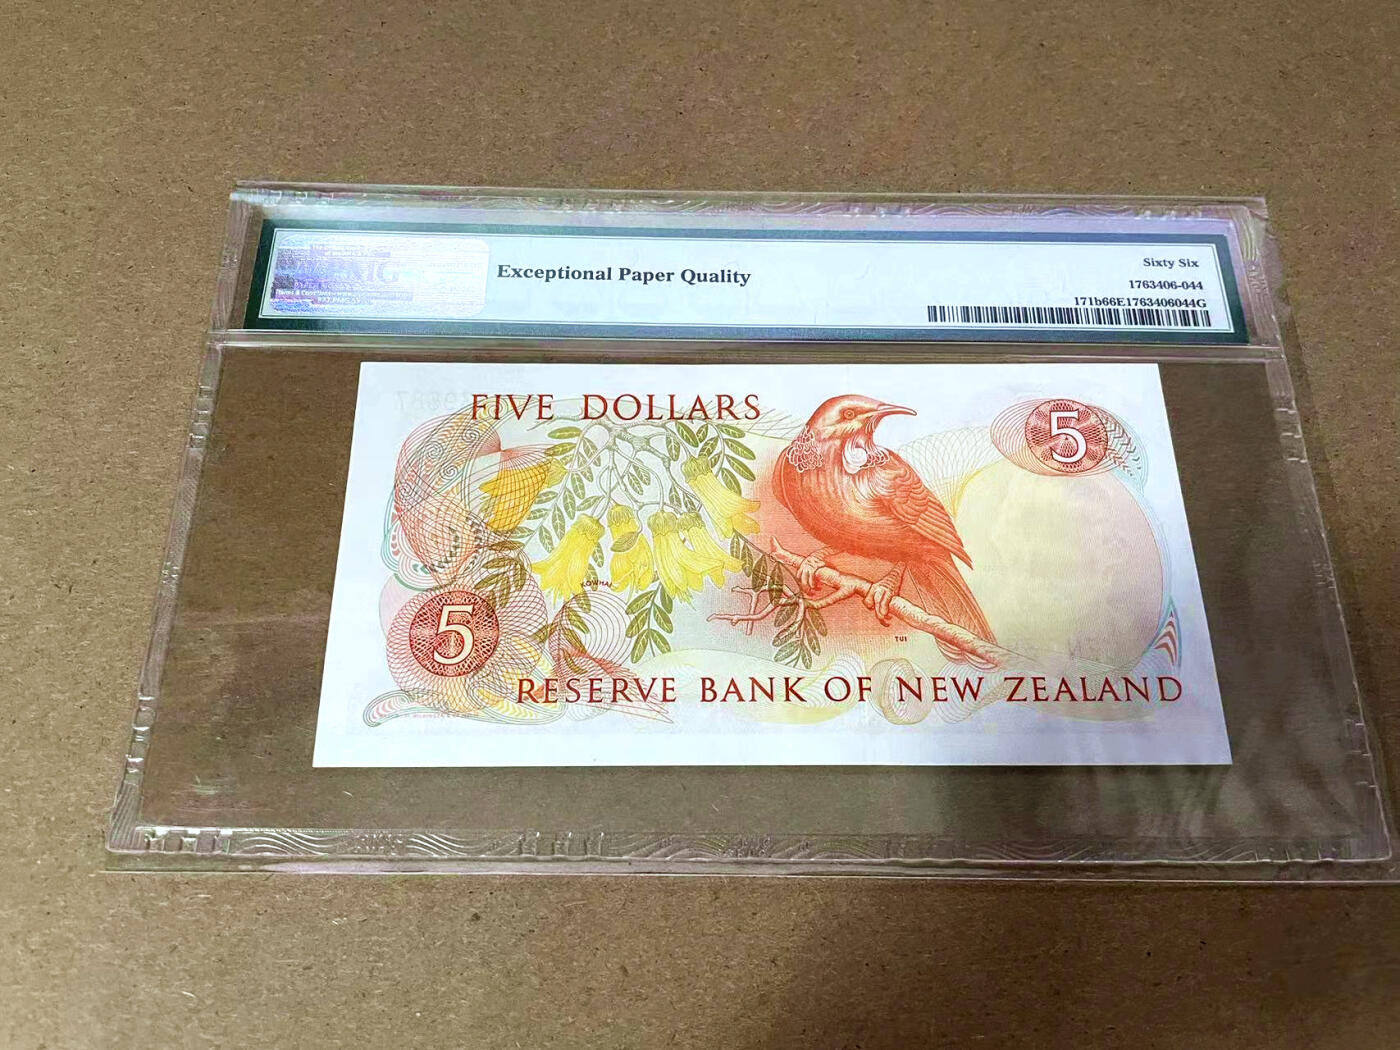 Exceptional Paper Quality
Sixty Six
1763406-044
171b66E1763406044G
FIVE DOLLARS
5
KOWHAI
5
TUI
RESERVE BANK OF NEW ZEALAND